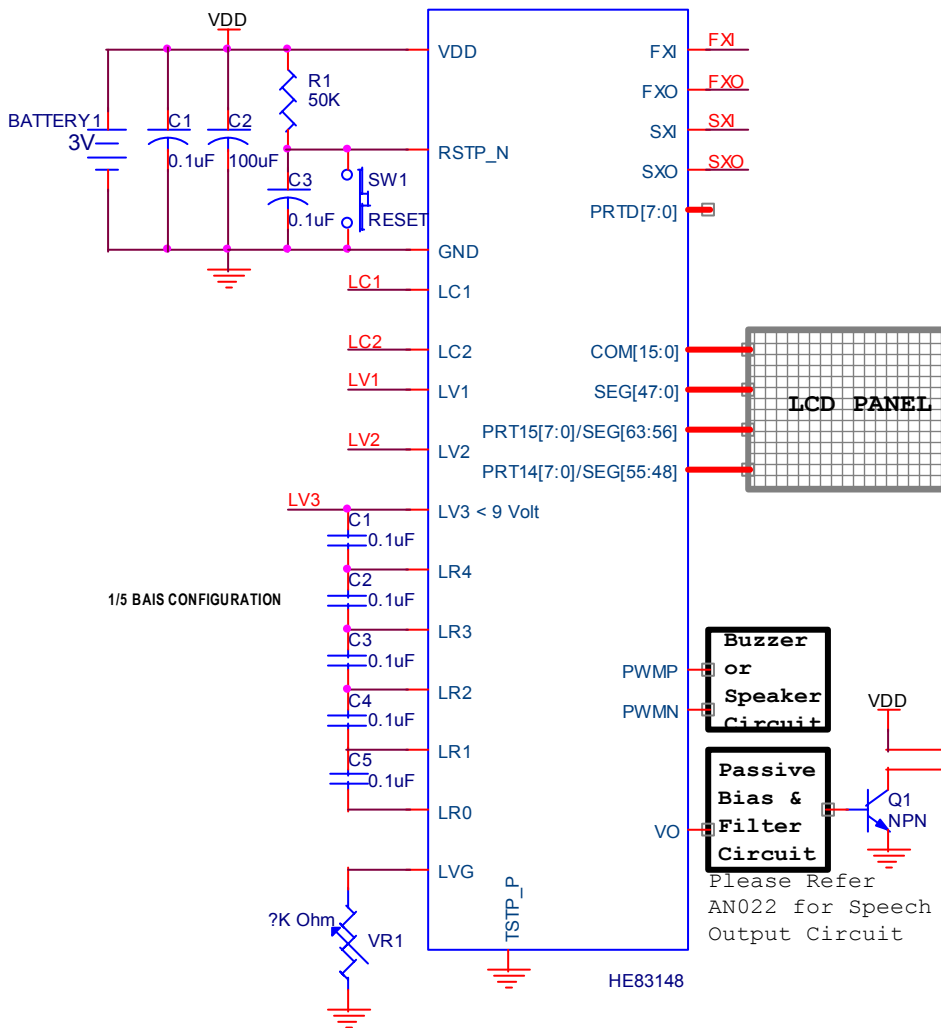 VDD
BATTERY1
3V
C1
0.1uF
C2
100uF
R1
50K
C3
0.1uF
SW1
RESET
VDD
RSTP_N
GND
LC1
LC1
LC2
LC2
LV1
LV1
LV2
LV2
LV3
LV3 < 9 Volt
C1
0.1uF
LR4
1/5 BAIS CONFIGURATION
C2
0.1uF
LR3
C3
0.1uF
LR2
C4
0.1uF
LR1
C5
0.1uF
LR0
LVG
?K Ohm
VR1
TSTP_P
HE83148
FXI
FXI
FXO
FXO
SXI
SXI
SXO
SXO
PRTD[7:0]
COM[15:0]
SEG[47:0]
PRT15[7:0]/SEG[63:56]
PRT14[7:0]/SEG[55:48]
LCD PANEL
PWMP
PWMN
Buzzer
or
Speaker
Circuit
VO
Passive
Bias &
Filter
Circuit
VDD
Q1
NPN
Please Refer
AN022 for Speech
Output Circuit